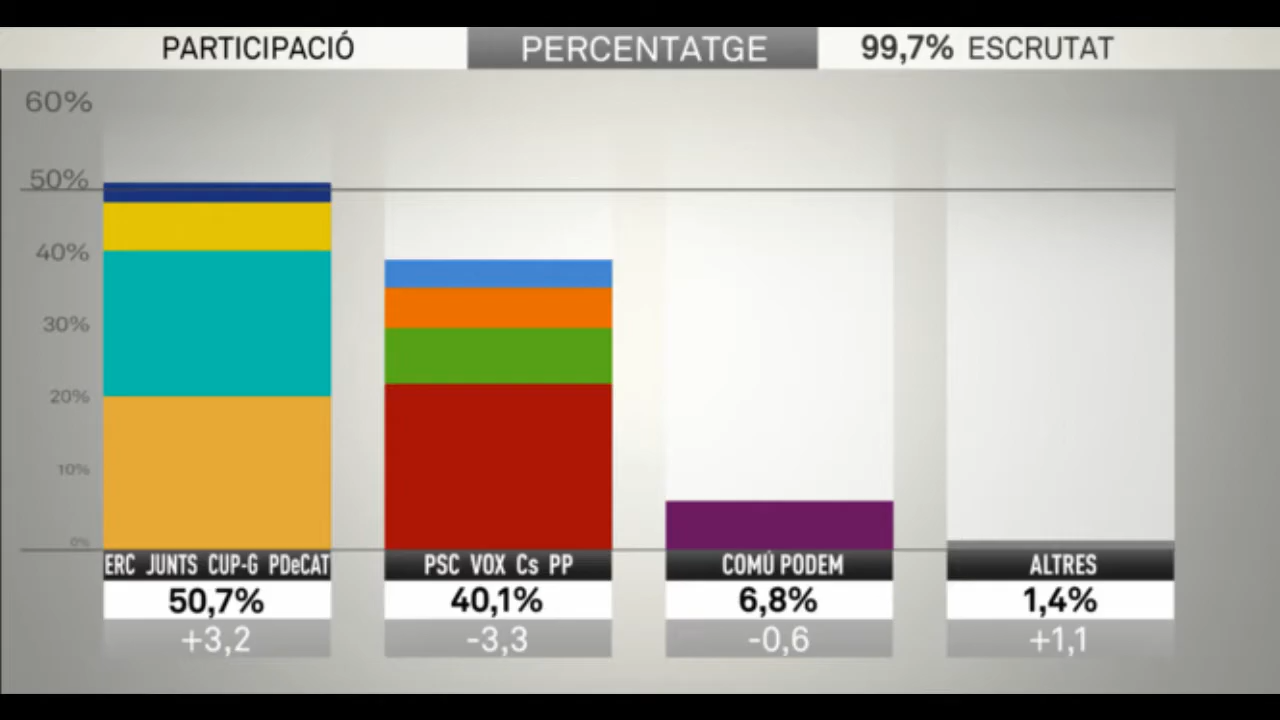 PARTICIPACIÓ PERCENTATGE 99,7% ESCRUTAT
60%
50%
40%
30%
20%
10%
0%
ERC JUNTS CUP-G PDeCAT PSC VOX Cs PP COMÚ PODEM ALTRES
50,7% 40,1% 6,8% 1,4%
+3,2 -3,3 -0,6 +1,1